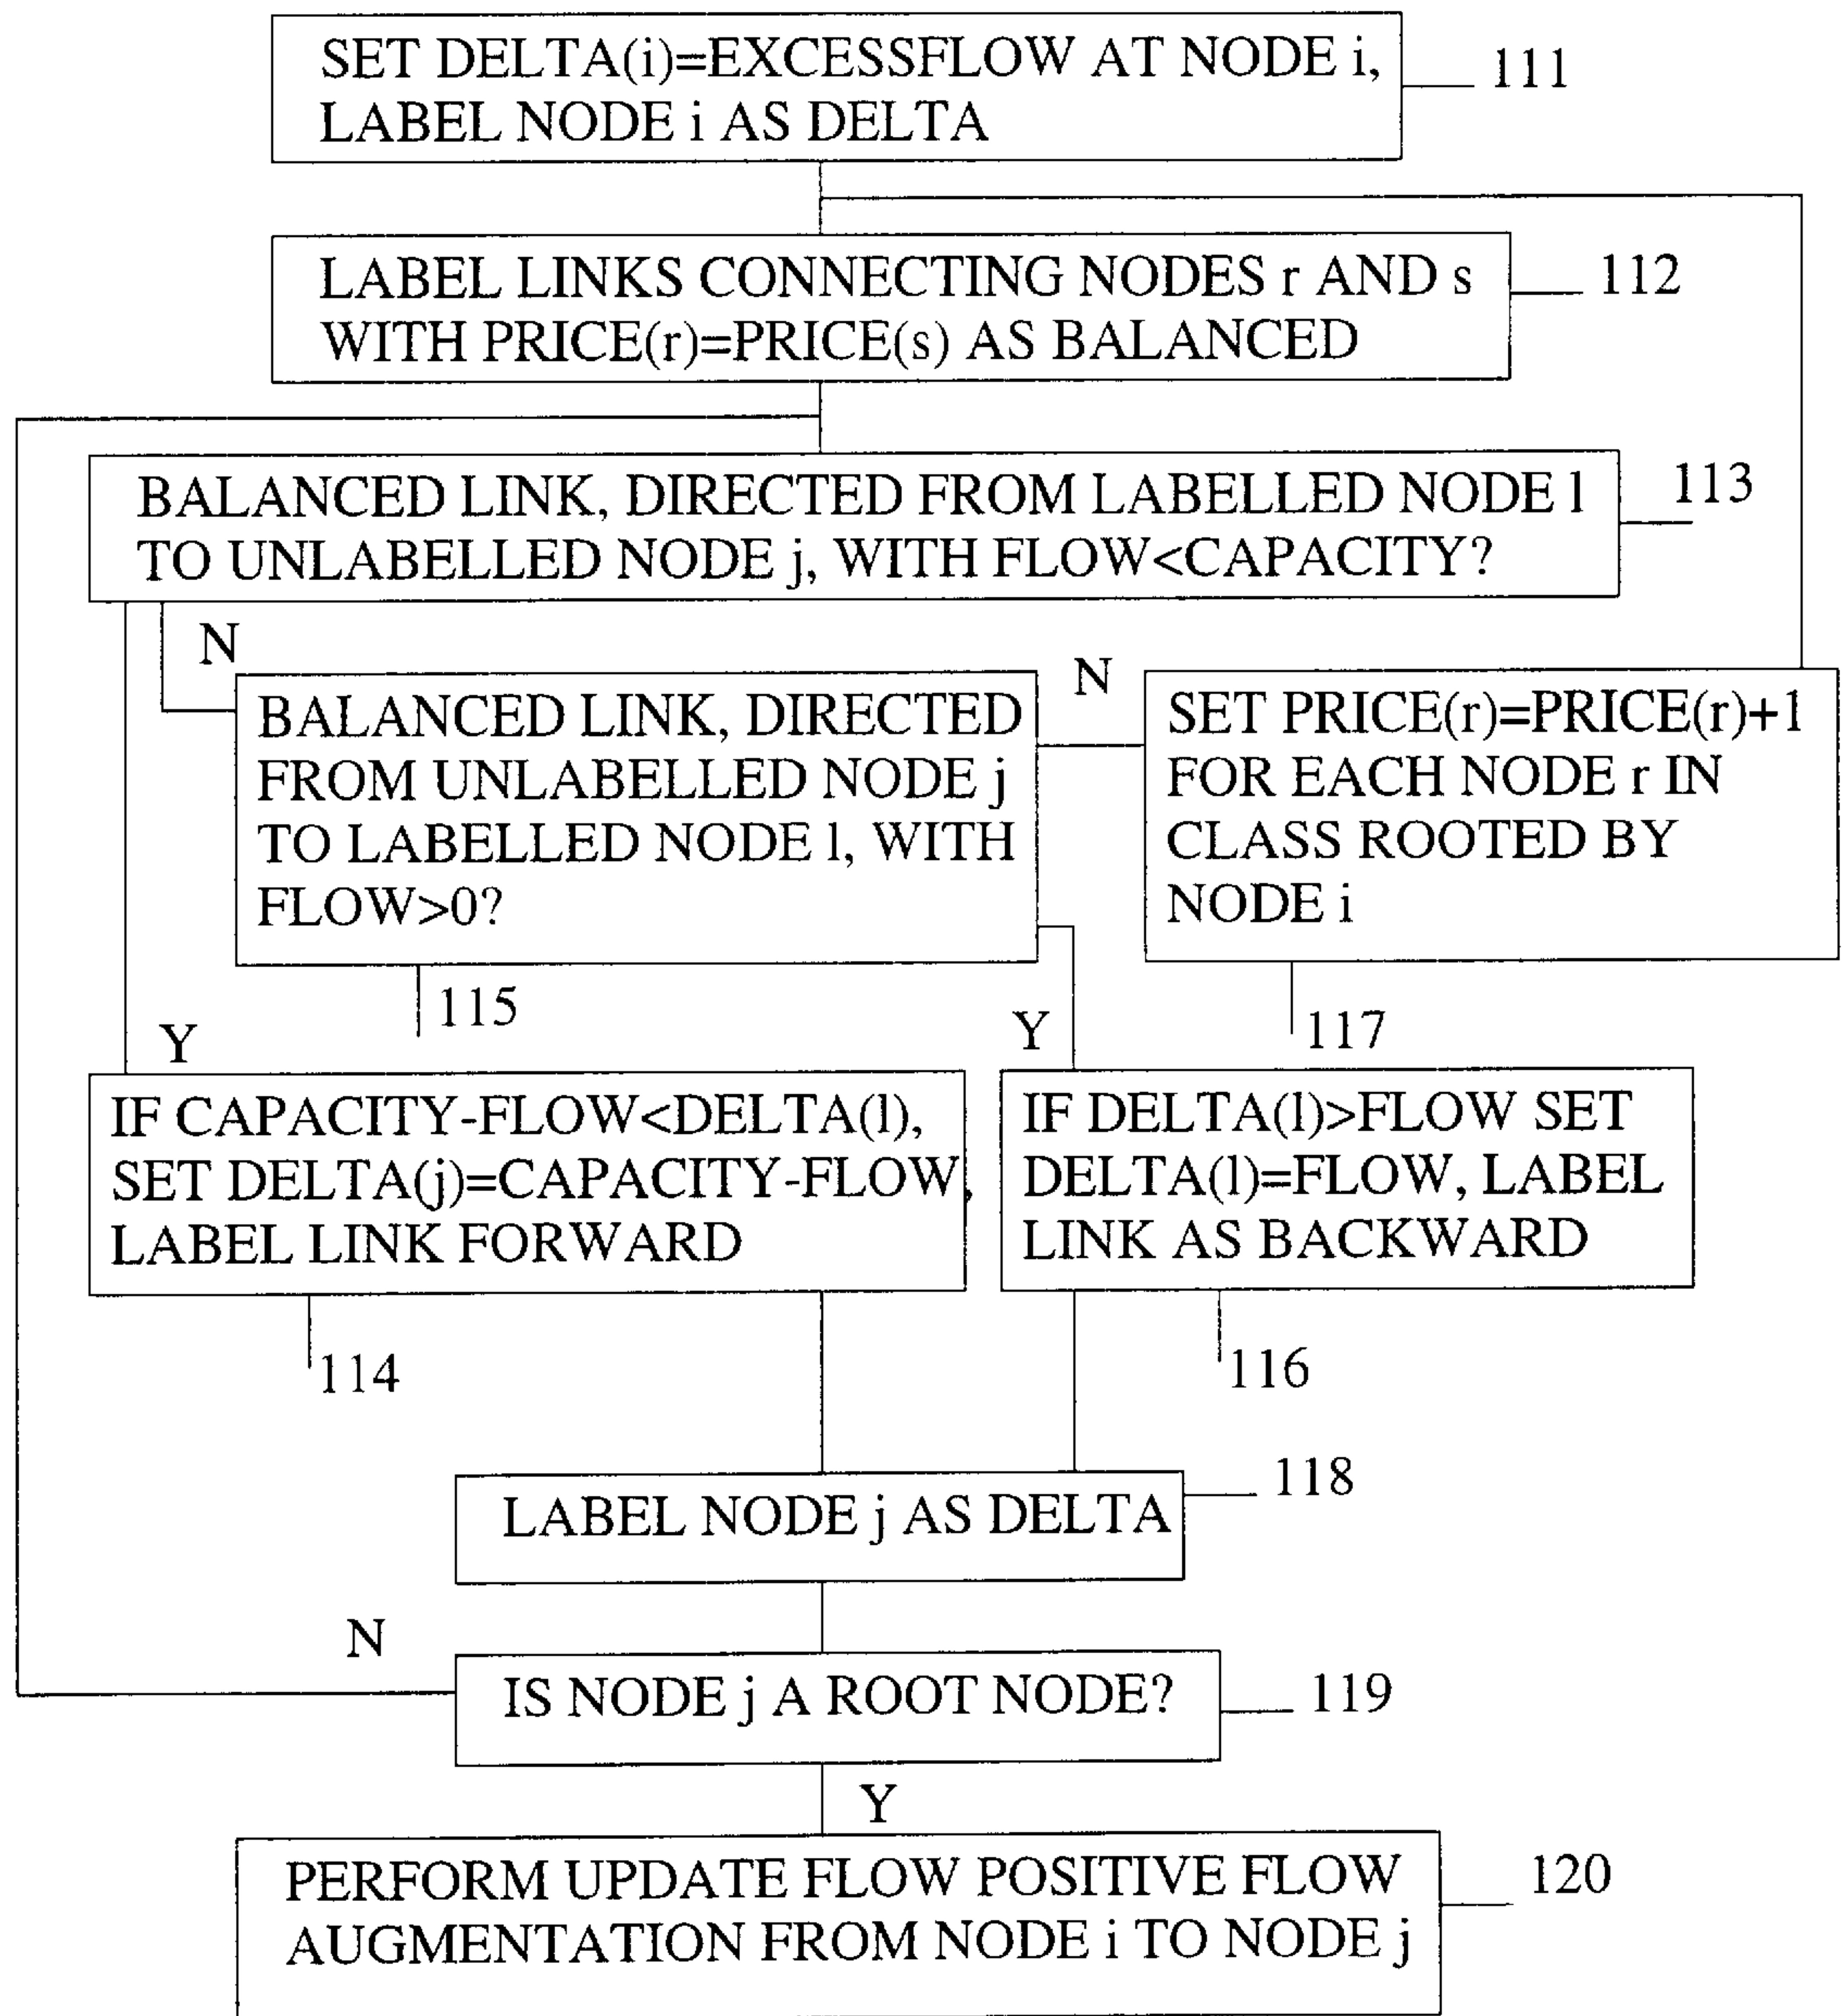 SET DELTA(i)=EXCESSFLOW AT NODE i,
LABEL NODE i AS DELTA
111
LABEL LINKS CONNECTING NODES r AND s
WITH PRICE(r)=PRICE(s) AS BALANCED
112
BALANCED LINK, DIRECTED FROM LABELLED NODE l
TO UNLABELLED NODE j, WITH FLOW<CAPACITY?
113
N
BALANCED LINK, DIRECTED
FROM UNLABELLED NODE j
TO LABELLED NODE l, WITH
FLOW>0?
115
N
SET PRICE(r)=PRICE(r)+1
FOR EACH NODE r IN
CLASS ROOTED BY
NODE i
117
Y
IF CAPACITY-FLOW<DELTA(l),
SET DELTA(j)=CAPACITY-FLOW,
LABEL LINK FORWARD
114
Y
IF DELTA(l)>FLOW SET
DELTA(l)=FLOW, LABEL
LINK AS BACKWARD
116
LABEL NODE j AS DELTA
118
N
IS NODE j A ROOT NODE?
119
Y
PERFORM UPDATE FLOW POSITIVE FLOW
AUGMENTATION FROM NODE i TO NODE j
120